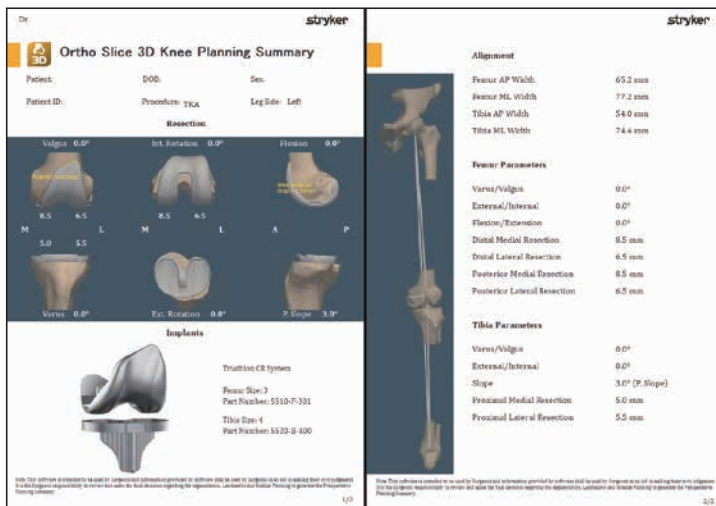 Dr
stryker
3D
Ortho Slice 3D Knee Planning Summary
Patient: DOB: Sex:
Patient ID: Procedure: TKA Leg Side: Left
Resection
Valgus 0.0° Int. Rotation 0.0° Flexion 0.0°
8.5 6.5 8.5 6.5
M L M L A P
5.0 5.5
Varus 0.0° Ext. Rotation 0.0° P. Slope 3.0°
Implants
Triathlon CR System
Femur Size: 3
Part Number: 5510-F-301
Tibia Size: 4
Part Number: 5520-B-400
1/2
stryker
Alignment
Femur AP Width 65.2 mm
Femur ML Width 77.2 mm
Tibia AP Width 54.0 mm
Tibia ML Width 74.6 mm
Femur Parameters
Varus/Valgus 0.0°
External/Internal 0.0°
Flexion/Extension 0.0°
Distal Medial Resection 8.5 mm
Distal Lateral Resection 6.5 mm
Posterior Medial Resection 8.5 mm
Posterior Lateral Resection 6.5 mm
Tibia Parameters
Varus/Valgus 0.0°
External/Internal 0.0°
Slope 3.0° (P. Slope)
Proximal Medial Resection 5.0 mm
Proximal Lateral Resection 5.5 mm
2/2